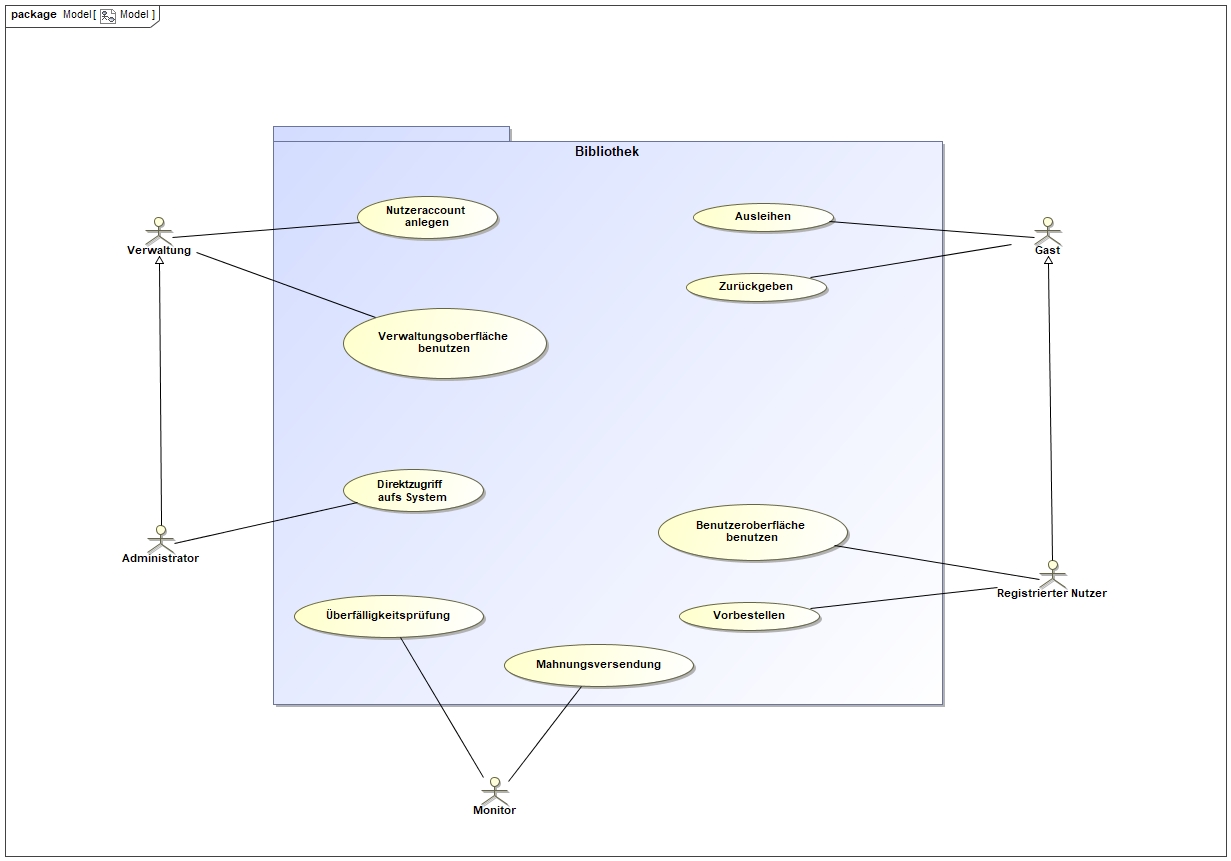 package Model[ Model ]
Bibliothek
Nutzeraccount
anlegen
Ausleihen
Verwaltung
Gast
Zurückgeben
Verwaltungsoberfläche
benutzen
Direktzugriff
aufs System
Benutzeroberfläche
benutzen
Administrator
Registrierter Nutzer
Überfälligkeitsprüfung
Vorbestellen
Mahnungsversendung
Monitor